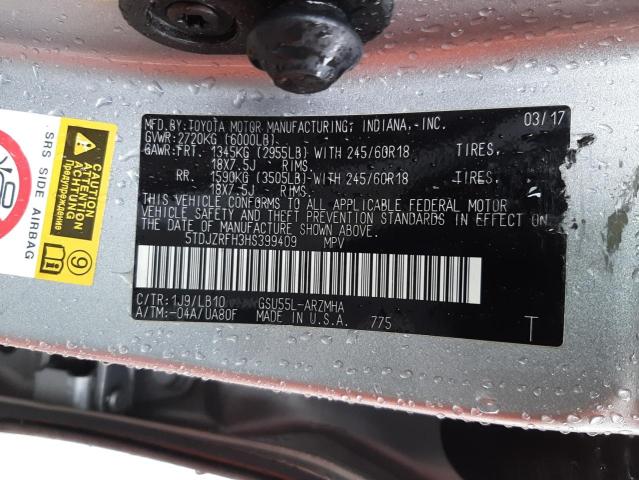 MFD.BY:TOYOTA MOTOR MANUFACTURING, INDIANA, INC. 03/17
GVWR:2720KG (6000LB)
GAWR:FRT. 1345KG (2955LB) WITH 245/60R18 TIRES,
18X7.5J RIMS,
RR. 1590KG (3505LB) WITH 245/60R18 TIRES,
18X7.5J RIMS,
THIS VEHICLE CONFORMS TO ALL APPLICABLE FEDERAL MOTOR
VEHICLE SAFETY AND THEFT PREVENTION STANDARDS IN EFFECT ON
THE DATE OF MANUFACTURE SHOWN ABOVE.
5TDJZRFH3HS399409 MPV
C/TR:1J9/LB10 GSU55L-ARZMHA
A/TM:-04A/UA80F MADE IN U.S.A. 775 T
SRS SIDE AIRBAG
CAUTION
ATTENTION
ACHTUNG
Предупреждение
9